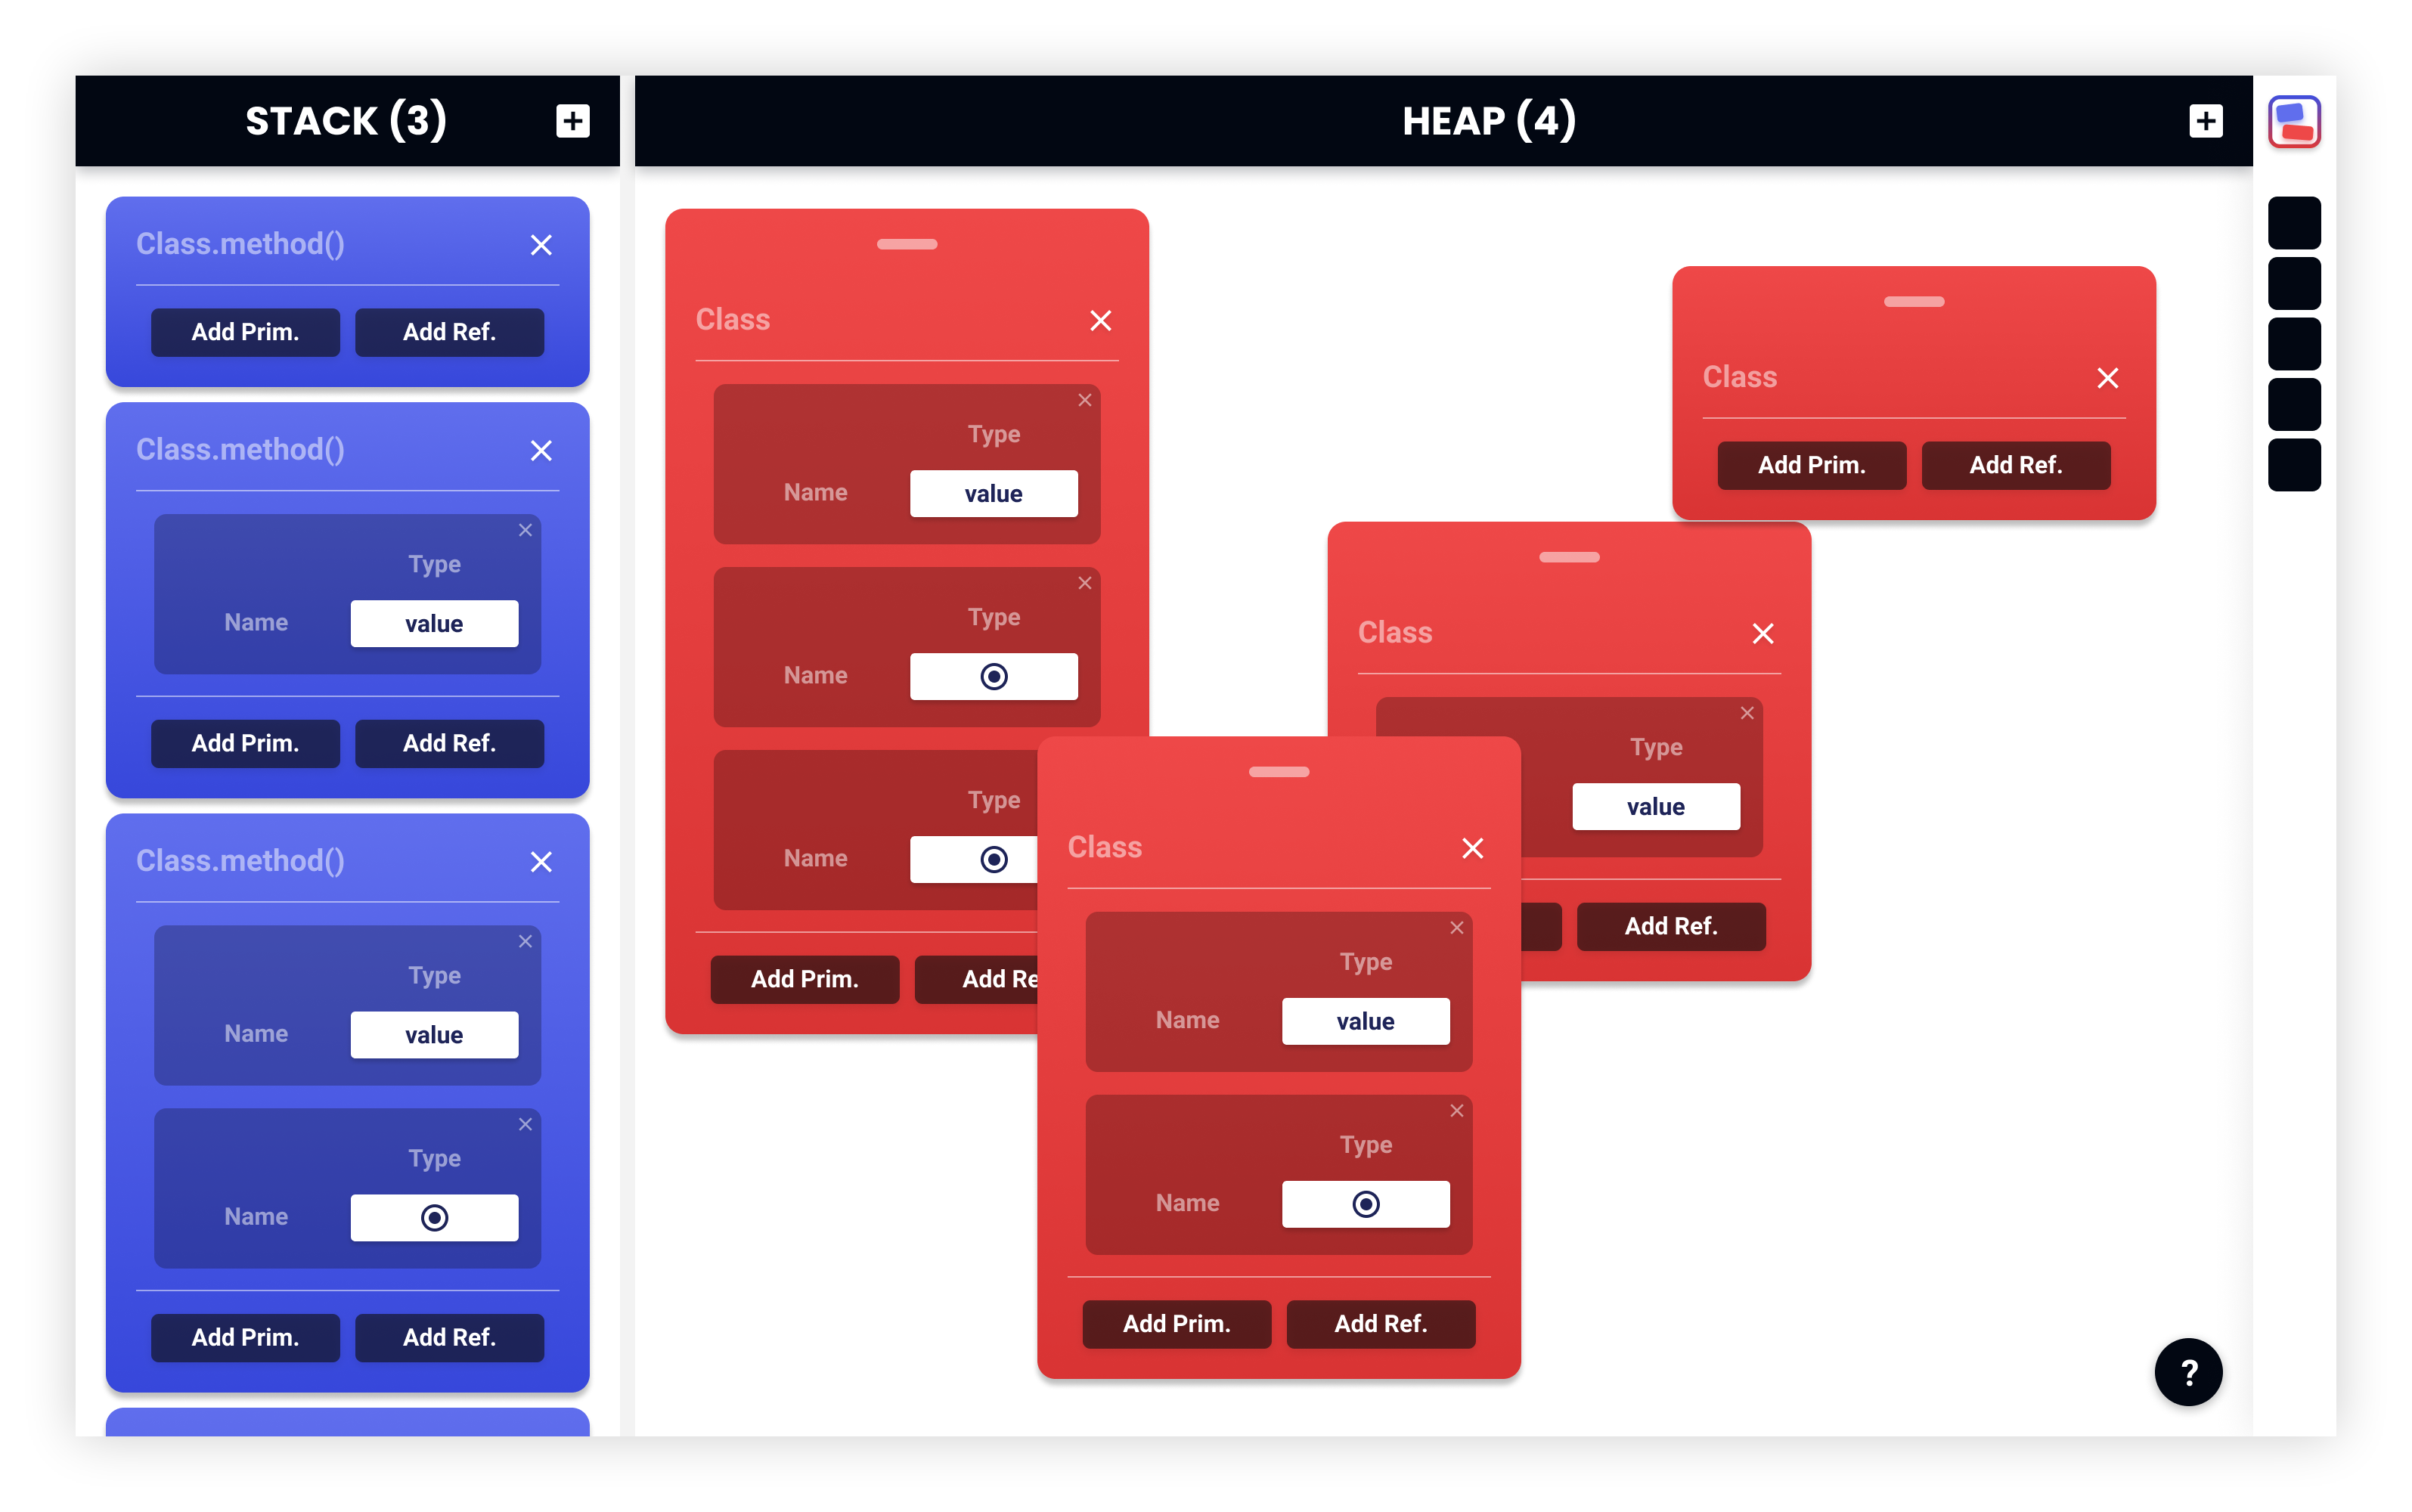 STACK (3)
Class.method()
Add Prim. Add Ref.
Class.method()
Type
Name value
Add Prim. Add Ref.
Class.method()
Type
Name value
Type
Name
Add Prim. Add Ref.
HEAP (4)
Class
Type
Name value
Type
Name
Type
Name
Add Prim. Add Re
Class
Type
Name value
Type
Name
Add Prim. Add Ref.
Class
Type
value
Add Ref.
Class
Add Prim. Add Ref.
?